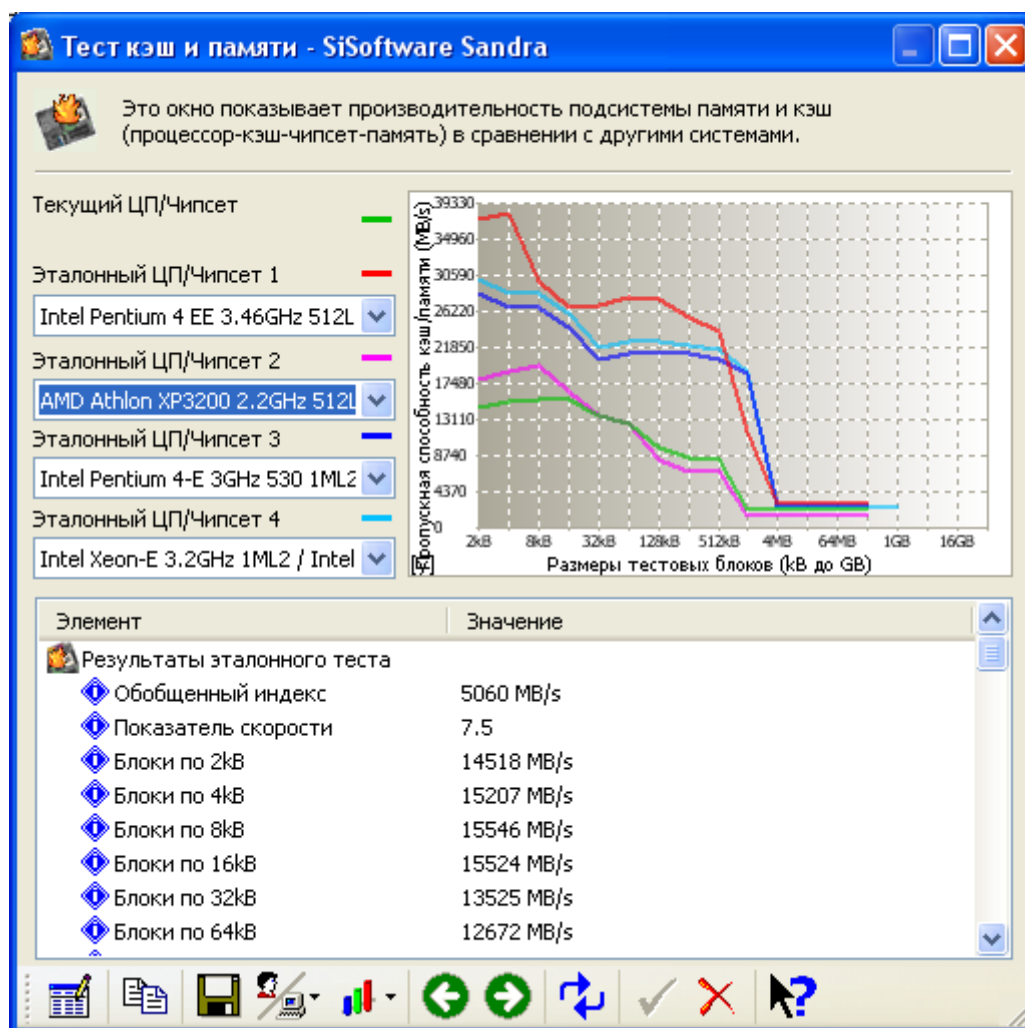 Тест кэш и памяти - SiSoftware Sandra
Это окно показывает производительность подсистемы памяти и кэш
(процессор-кэш-чипсет-память) в сравнении с другими системами.
Текущий ЦП/Чипсет
Эталонный ЦП/Чипсет 1
Intel Pentium 4 EE 3.46GHz 512L
Эталонный ЦП/Чипсет 2
AMD Athlon XP3200 2.2GHz 512L
Эталонный ЦП/Чипсет 3
Intel Pentium 4-E 3GHz 530 1ML2
Эталонный ЦП/Чипсет 4
Intel Xeon-E 3.2GHz 1ML2 / Intel
Пропускная способность кэш/памяти (MB/s)
39330
34960
30590
26220
21850
17480
13110
8740
4370
0
2kB 8kB 32kB 128kB 512kB 4MB 64MB 1GB 16GB
Размеры тестовых блоков (kB до GB)
Элемент Значение
Результаты эталонного теста
Обобщенный индекс 5060 MB/s
Показатель скорости 7.5
Блоки по 2kB 14518 MB/s
Блоки по 4kB 15207 MB/s
Блоки по 8kB 15546 MB/s
Блоки по 16kB 15524 MB/s
Блоки по 32kB 13525 MB/s
Блоки по 64kB 12672 MB/s